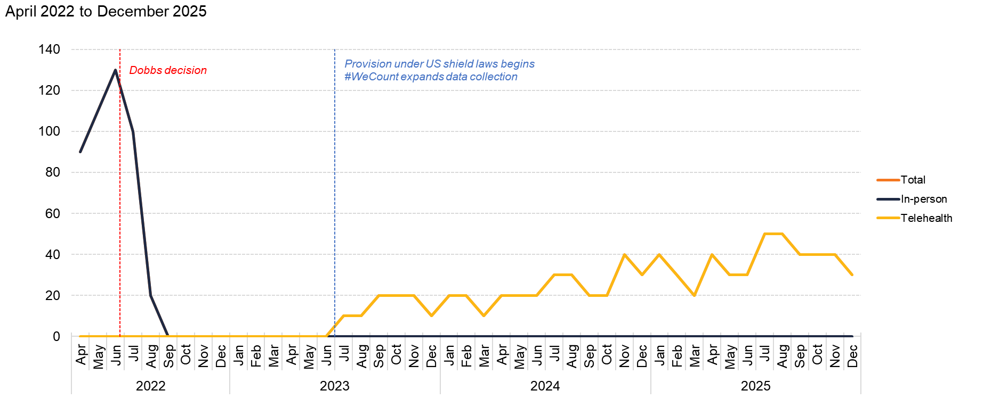 April 2022 to December 2025
140
120
100
80
60
40
20
0
Dobbs decision
Provision under US shield laws begins
#WeCount expands data collection
Total
In-person
Telehealth
Apr May Jun Jul Aug Sep Oct Nov Dec Jan Feb Mar Apr May Jun Jul Aug Sep Oct Nov Dec Jan Feb Mar Apr May Jun Jul Aug Sep Oct Nov Dec Jan Feb Mar Apr May Jun Jul Aug Sep Oct Nov Dec
2022 2023 2024 2025